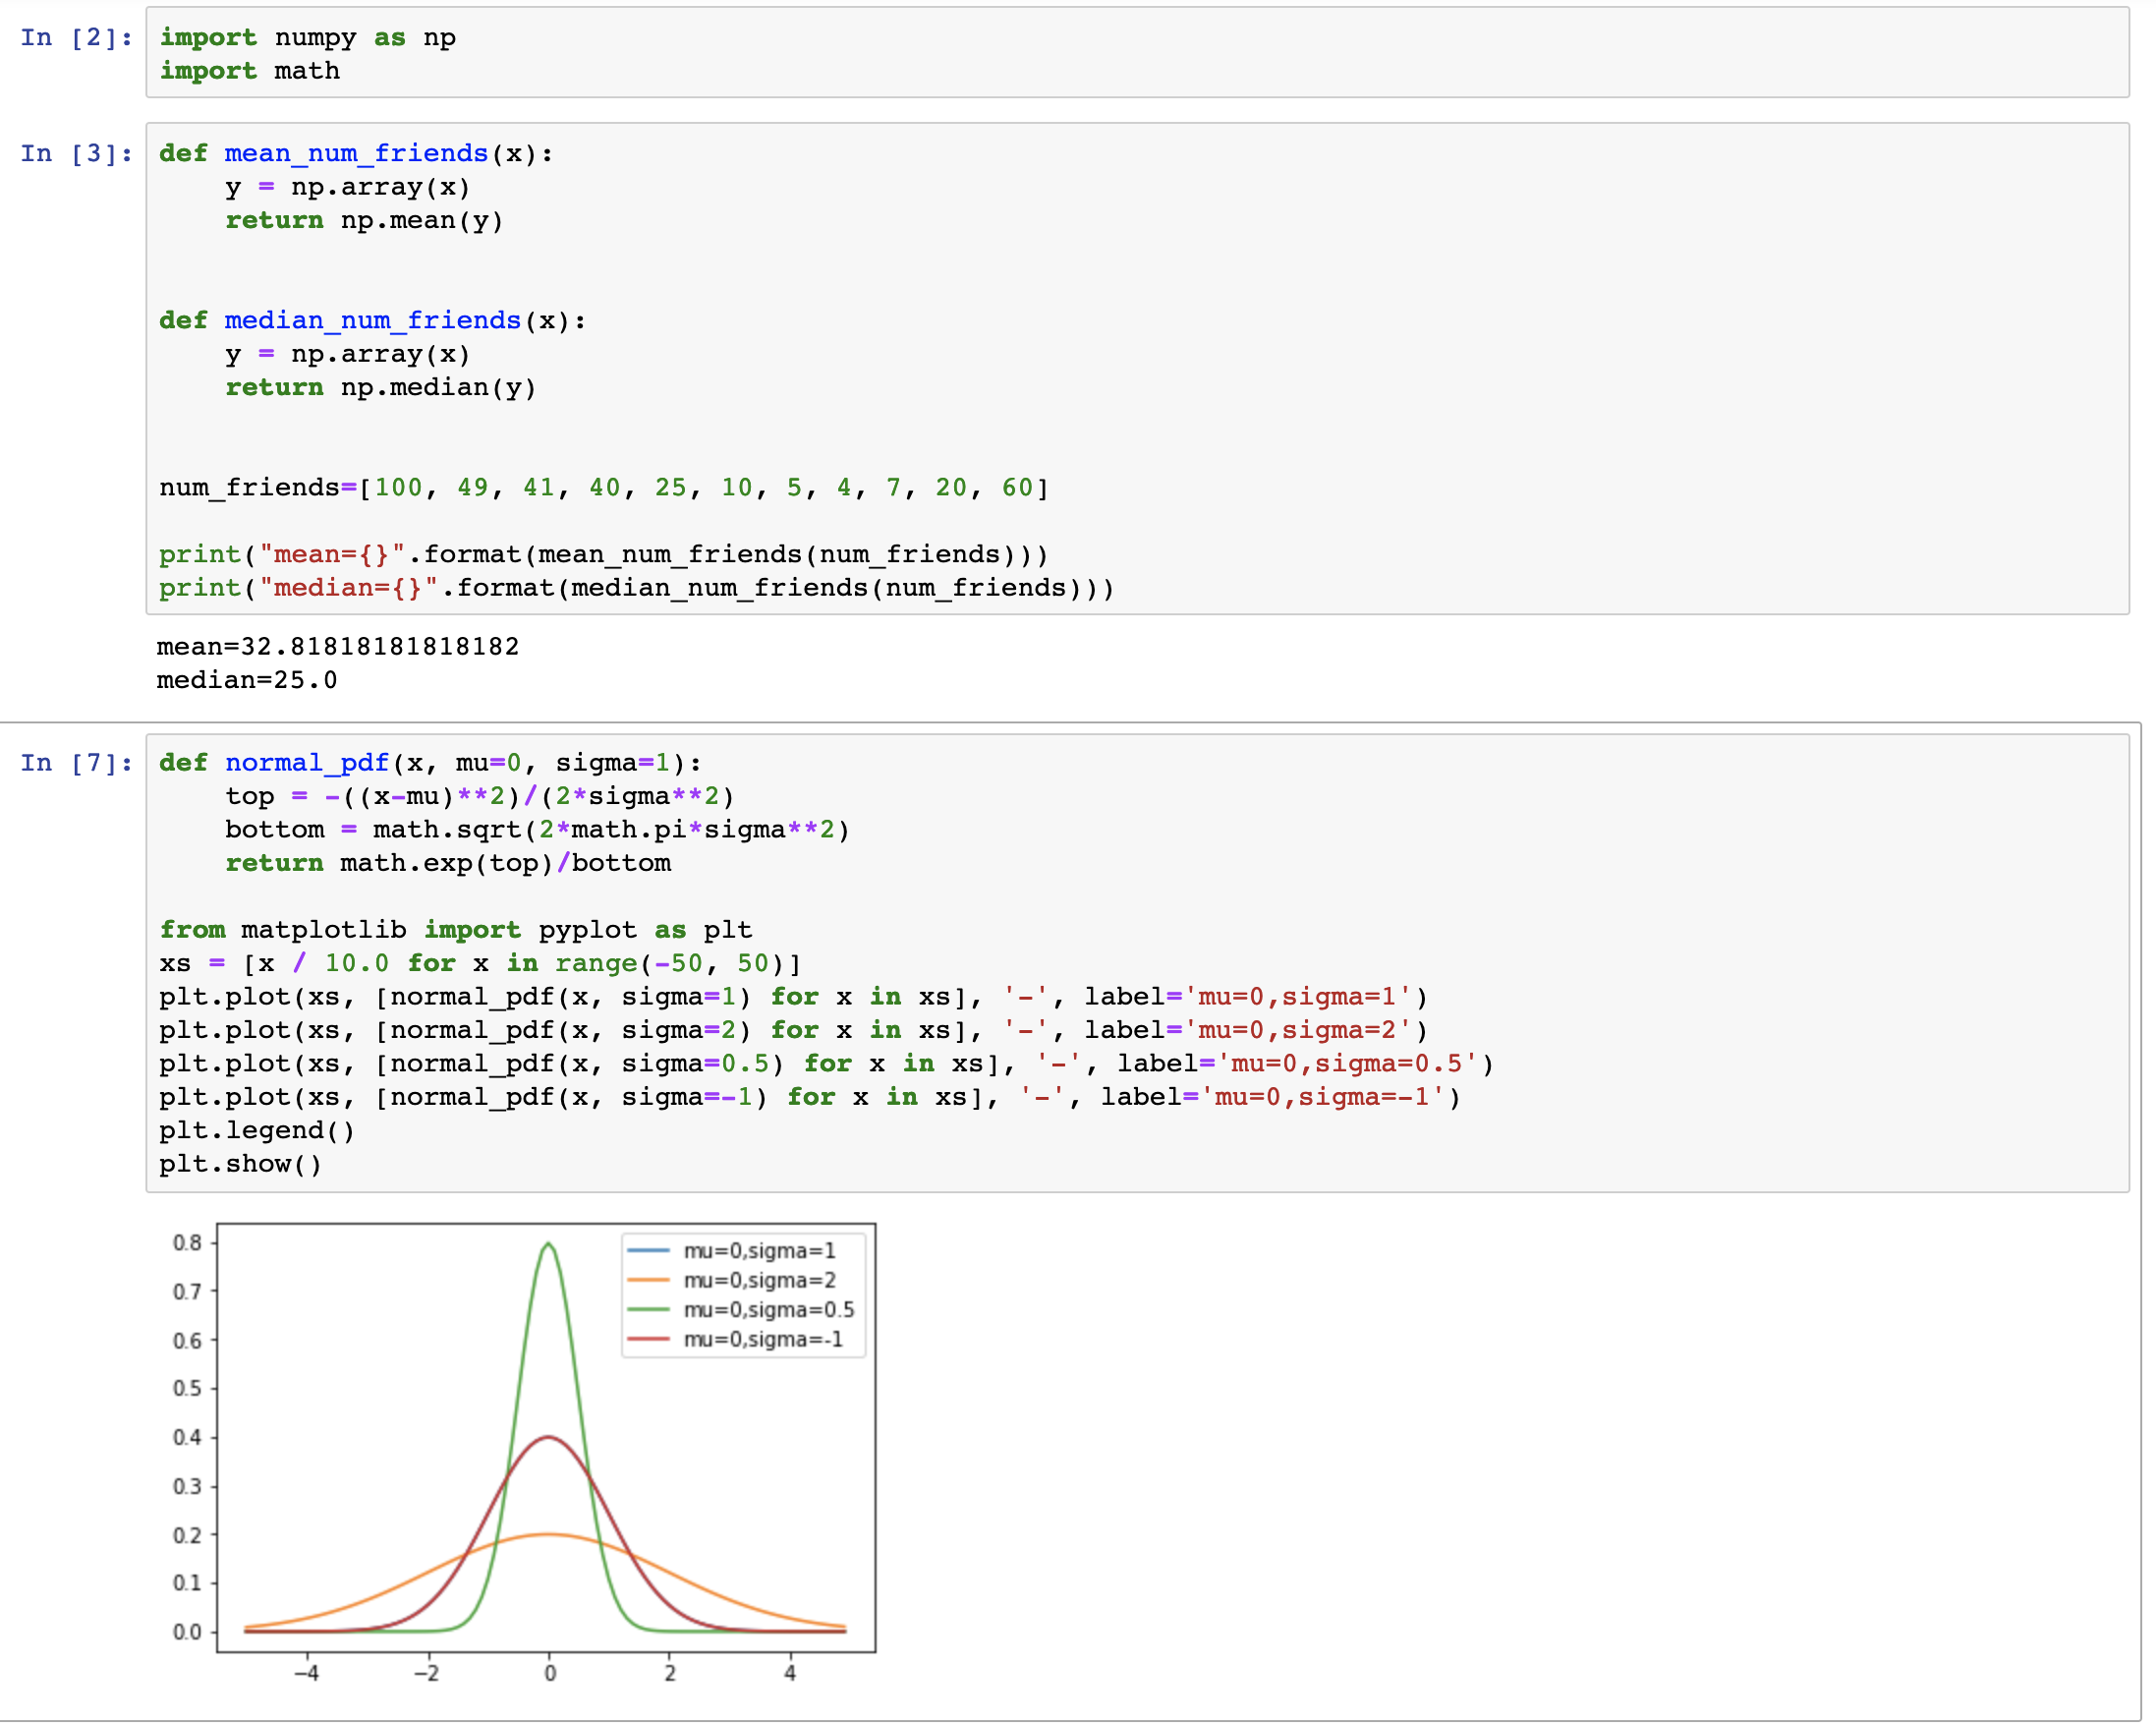 In [2]: import numpy as np
import math
In [3]: def mean_num_friends(x):
    y = np.array(x)
    return np.mean(y)
def median_num_friends(x):
    y = np.array(x)
    return np.median(y)
num_friends=[100, 49, 41, 40, 25, 10, 5, 4, 7, 20, 60]
print("mean={}".format(mean_num_friends(num_friends)))
print("median={}".format(median_num_friends(num_friends)))
mean=32.81818181818182
median=25.0
In [7]: def normal_pdf(x, mu=0, sigma=1):
    top = -((x-mu)**2)/(2*sigma**2)
    bottom = math.sqrt(2*math.pi*sigma**2)
    return math.exp(top)/bottom
from matplotlib import pyplot as plt
xs = [x / 10.0 for x in range(-50, 50)]
plt.plot(xs, [normal_pdf(x, sigma=1) for x in xs], '-', label='mu=0,sigma=1')
plt.plot(xs, [normal_pdf(x, sigma=2) for x in xs], '-', label='mu=0,sigma=2')
plt.plot(xs, [normal_pdf(x, sigma=0.5) for x in xs], '-', label='mu=0,sigma=0.5')
plt.plot(xs, [normal_pdf(x, sigma=-1) for x in xs], '-', label='mu=0,sigma=-1')
plt.legend()
plt.show()
0.8
0.7
0.6
0.5
0.4
0.3
0.2
0.1
0.0
mu=0,sigma=1
mu=0,sigma=2
mu=0,sigma=0.5
mu=0,sigma=-1
−4 −2 0 2 4